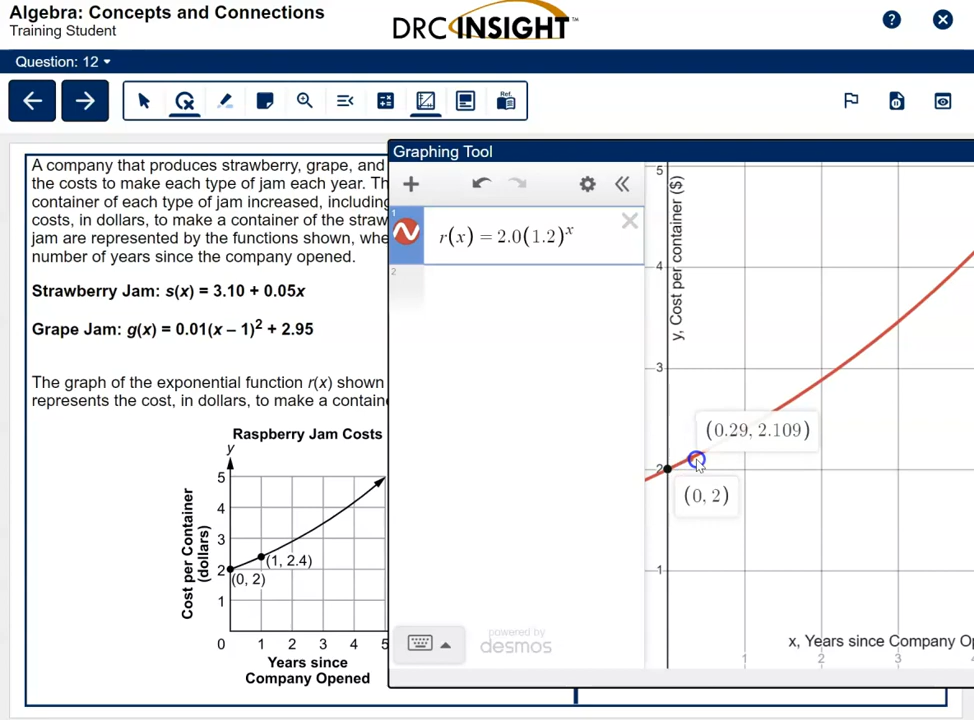 Algebra: Concepts and Connections
Training Student
DRC INSIGHT™
?
Question: 12
Ref.
A company that produces strawberry, grape, and
the costs to make each type of jam each year. Th
container of each type of jam increased, including
costs, in dollars, to make a container of the straw
jam are represented by the functions shown, whe
number of years since the company opened.
Strawberry Jam: s(x) = 3.10 + 0.05x
Grape Jam: g(x) = 0.01(x – 1)² + 2.95
The graph of the exponential function r(x) shown
represents the cost, in dollars, to make a contain
Raspberry Jam Costs
y
5
4
3
2
1
0 1 2 3 4 5
(1, 2.4)
(0, 2)
Cost per Container
(dollars)
Years since
Company Opened
Graphing Tool
1
r(x) = 2.0(1.2)ˣ
2
powered by
desmos
5
4
3
2
1
y, Cost per container ($)
(0.29, 2.109)
(0, 2)
x, Years since Company Op
1 2 3